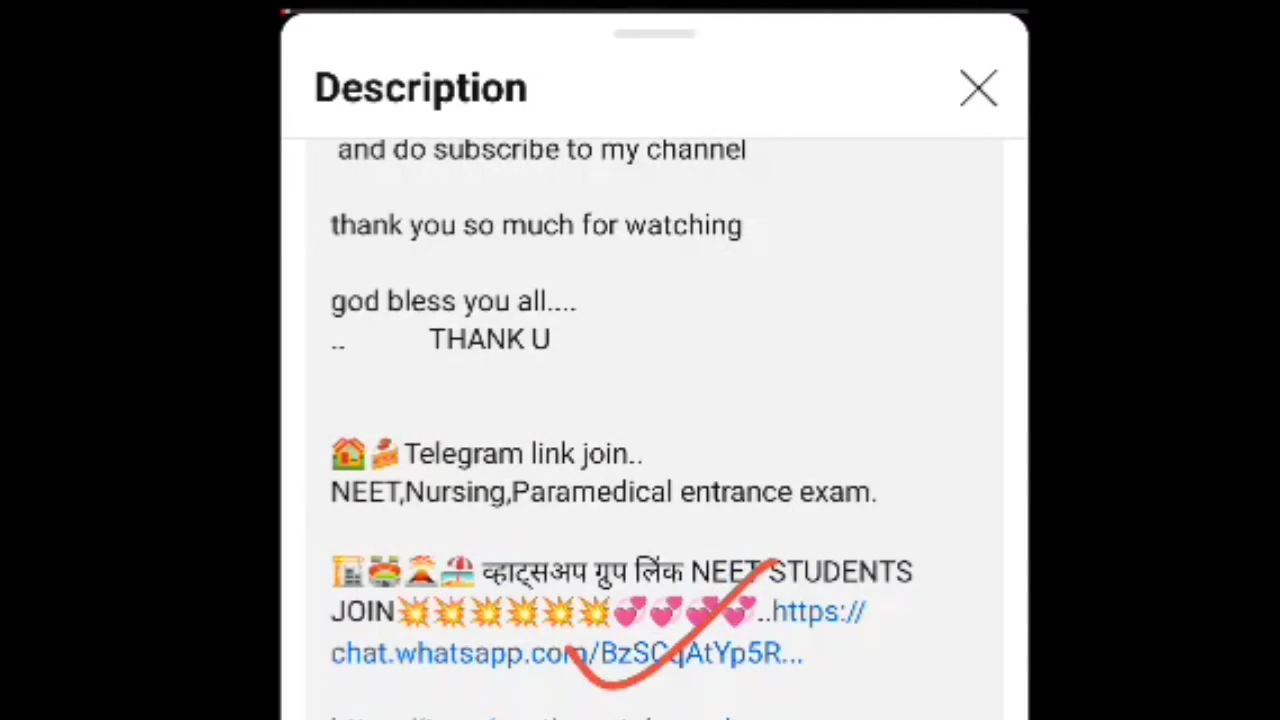 Description
and do subscribe to my channel
thank you so much for watching
god bless you all....
.. THANK U
🏠🍰Telegram link join..
NEET,Nursing,Paramedical entrance exam.
🏗️🍜🌋🏖️ व्हाट्सअप ग्रुप लिंक NEET STUDENTS
JOIN💥💥💥💥💥💥💞💞💞💞..https://
chat.whatsapp.com/BzSCqAtYp5R...